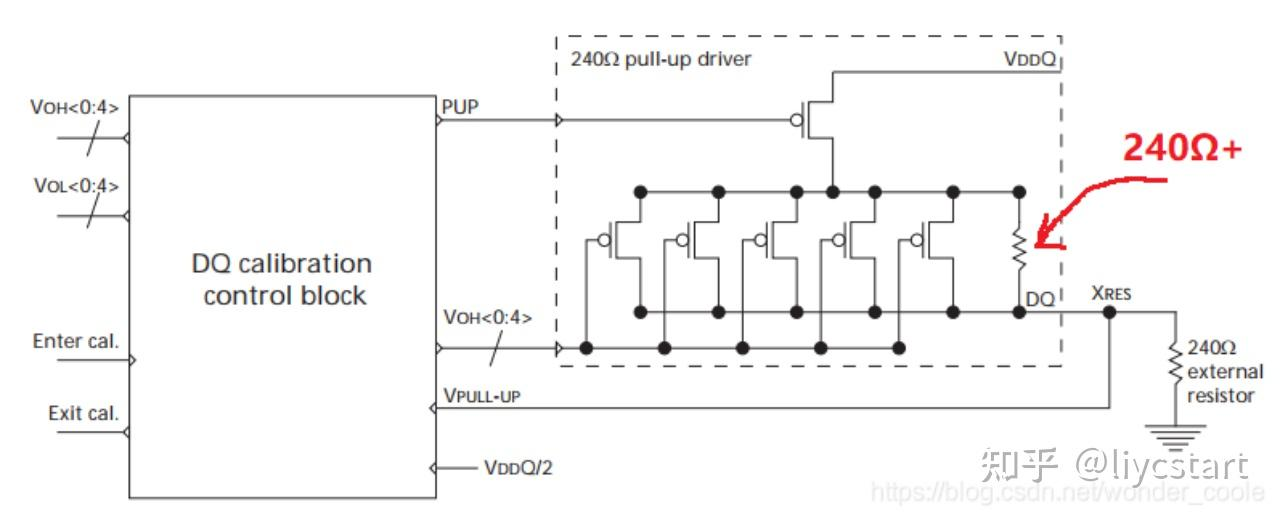 240Ω pull-up driver
VDDQ
VOH<0:4>
PUP
240Ω+
VOL<0:4>
DQ calibration
control block
DQ
XRES
VOH<0:4>
Enter cal.
240Ω
external
resistor
VPULL-UP
Exit cal.
VDDQ/2
知乎 @liycstart
https://blog.csdn.net/wonder_coole